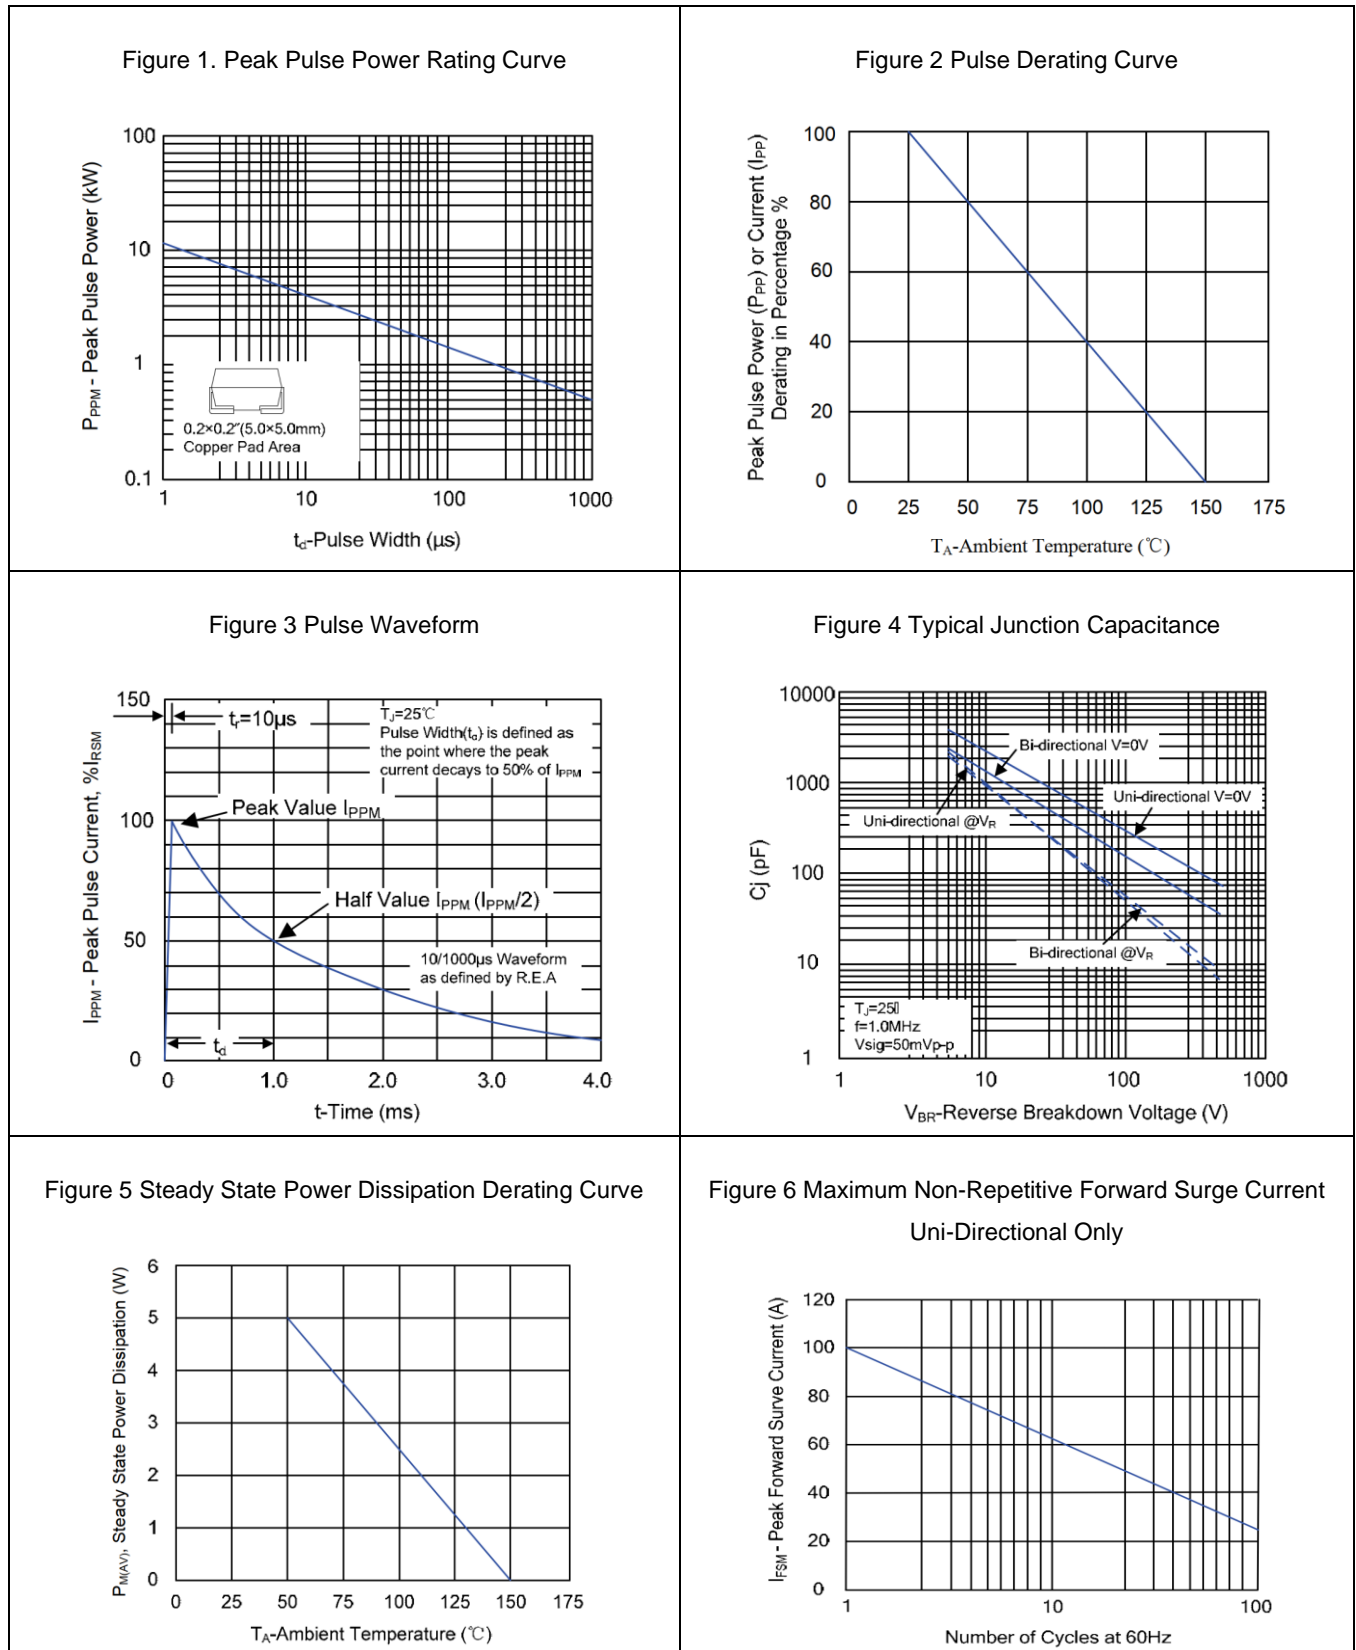 Figure 1. Peak Pulse Power Rating Curve
PPPM - Peak Pulse Power (kW)
100
10
1
0.1
0.2×0.2"(5.0×5.0mm)
Copper Pad Area
1 10 100 1000
td-Pulse Width (µs)
Figure 2 Pulse Derating Curve
Peak Pulse Power (PPP) or Current (IPP)
Derating in Percentage %
100
80
60
40
20
0
0 25 50 75 100 125 150 175
TA-Ambient Temperature (℃)
Figure 3 Pulse Waveform
IPPM - Peak Pulse Current, %IRSM
150
100
50
0
tr=10µs
TJ=25℃
Pulse Width(td) is defined as
the point where the peak
current decays to 50% of IPPM
Peak Value IPPM
Half Value IPPM (IPPM/2)
10/1000µs Waveform
as defined by R.E.A
td
0 1.0 2.0 3.0 4.0
t-Time (ms)
Figure 4 Typical Junction Capacitance
Cj (pF)
10000
1000
100
10
1
Bi-directional V=0V
Uni-directional V=0V
Uni-directional @VR
Bi-directional @VR
TJ=25▯
f=1.0MHz
Vsig=50mVp-p
1 10 100 1000
VBR-Reverse Breakdown Voltage (V)
Figure 5 Steady State Power Dissipation Derating Curve
PM(AV), Steady State Power Dissipation (W)
6
5
4
3
2
1
0
0 25 50 75 100 125 150 175
TA-Ambient Temperature (℃)
Figure 6 Maximum Non-Repetitive Forward Surge Current
Uni-Directional Only
IFSM - Peak Forward Surve Current (A)
120
100
80
60
40
20
0
1 10 100
Number of Cycles at 60Hz